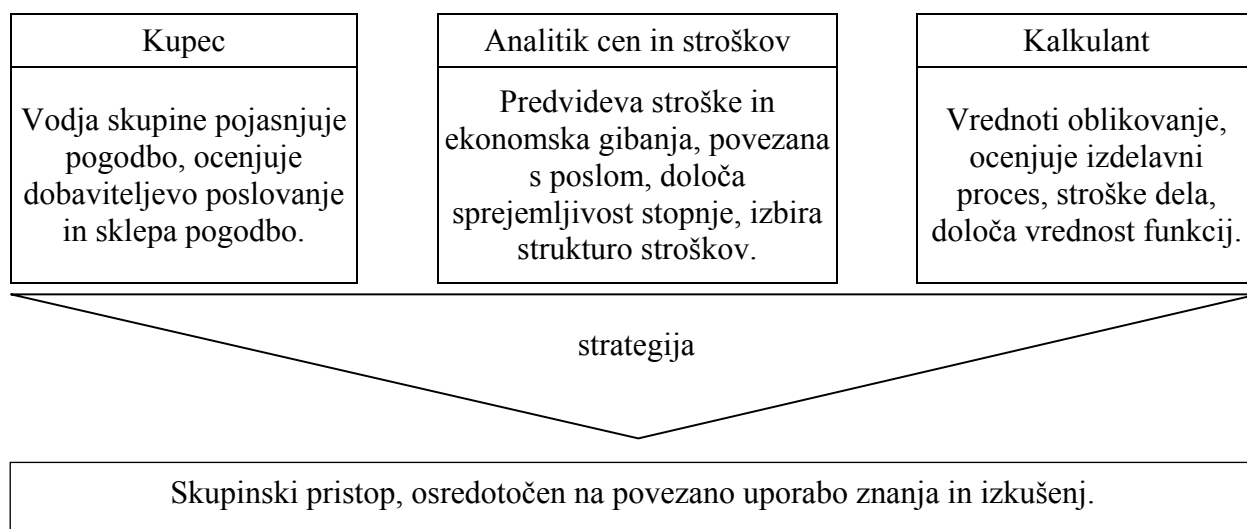 Kupec
Vodja skupine pojasnjuje
pogodbo, ocenjuje
dobaviteljevo poslovanje
in sklepa pogodbo.
Analitik cen in stroškov
Predvideva stroške in
ekonomska gibanja, povezana
s poslom, določa
sprejemljivost stopnje, izbira
strukturo stroškov.
Kalkulant
Vrednoti oblikovanje,
ocenjuje izdelavni
proces, stroške dela,
določa vrednost funkcij.
strategija
Skupinski pristop, osredotočen na povezano uporabo znanja in izkušenj.